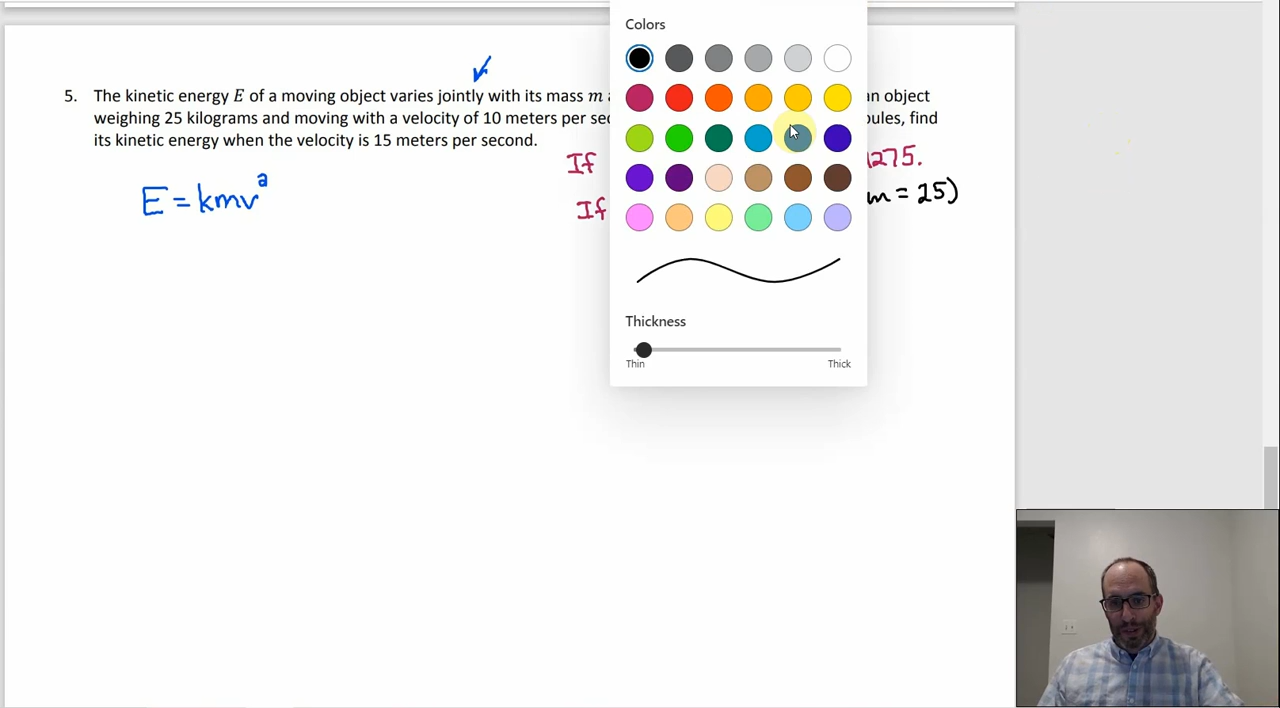 Colors
5. The kinetic energy E of a moving object varies jointly with its mass m an object
weighing 25 kilograms and moving with a velocity of 10 meters per find
its kinetic energy when the velocity is 15 meters per second.
If 1275.
E = kmv²
If m = 25)
Thickness
Thin Thick